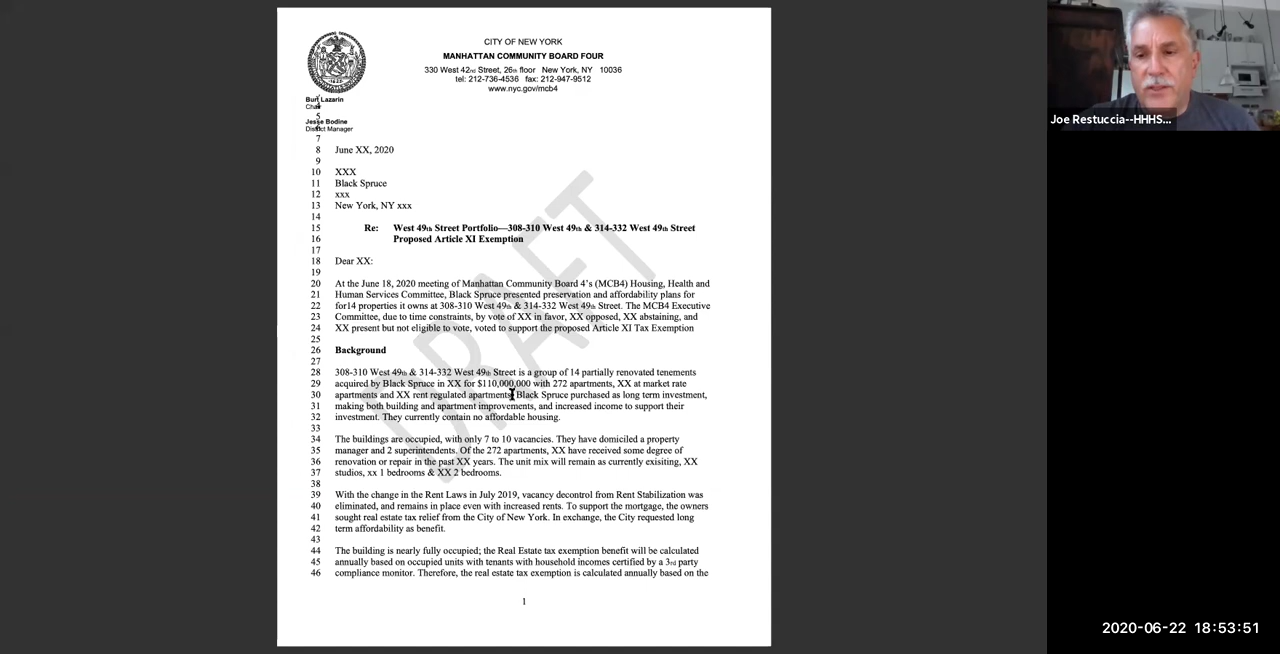 CITY OF NEW YORK
MANHATTAN COMMUNITY BOARD FOUR
330 West 42nd Street, 26th floor New York, NY 10036
tel: 212-736-4536 fax: 212-947-9512
www.nyc.gov/mcb4
Burt Lazarin
Chair
5
Jesse Bodine
District Manager
7
8 June XX, 2020
9
10 XXX
11 Black Spruce
12 xxx
13 New York, NY xxx
14
15 Re: West 49th Street Portfolio—308-310 West 49th & 314-332 West 49th Street
16 Proposed Article XI Exemption
17
18 Dear XX:
19
20 At the June 18, 2020 meeting of Manhattan Community Board 4's (MCB4) Housing, Health and
21 Human Services Committee, Black Spruce presented preservation and affordability plans for
22 for14 properties it owns at 308-310 West 49th & 314-332 West 49th Street. The MCB4 Executive
23 Committee, due to time constraints, by vote of XX in favor, XX opposed, XX abstaining, and
24 XX present but not eligible to vote, voted to support the proposed Article XI Tax Exemption
25
26 Background
27
28 308-310 West 49th & 314-332 West 49th Street is a group of 14 partially renovated tenements
29 acquired by Black Spruce in XX for $110,000,000 with 272 apartments, XX at market rate
30 apartments and XX rent regulated apartments. Black Spruce purchased as long term investment,
31 making both building and apartment improvements, and increased income to support their
32 investment. They currently contain no affordable housing.
33
34 The buildings are occupied, with only 7 to 10 vacancies. They have domiciled a property
35 manager and 2 superintendents. Of the 272 apartments, XX have received some degree of
36 renovation or repair in the past XX years. The unit mix will remain as currently exisiting, XX
37 studios, xx 1 bedrooms & XX 2 bedrooms.
38
39 With the change in the Rent Laws in July 2019, vacancy decontrol from Rent Stabilization was
40 eliminated, and remains in place even with increased rents. To support the mortgage, the owners
41 sought real estate tax relief from the City of New York. In exchange, the City requested long
42 term affordability as benefit.
43
44 The building is nearly fully occupied; the Real Estate tax exemption benefit will be calculated
45 annually based on occupied units with tenants with household incomes certified by a 3rd party
46 compliance monitor. Therefore, the real estate tax exemption is calculated annually based on the
1
DRAFT
Joe Restuccia--HHHS...
2020-06-22 18:53:51